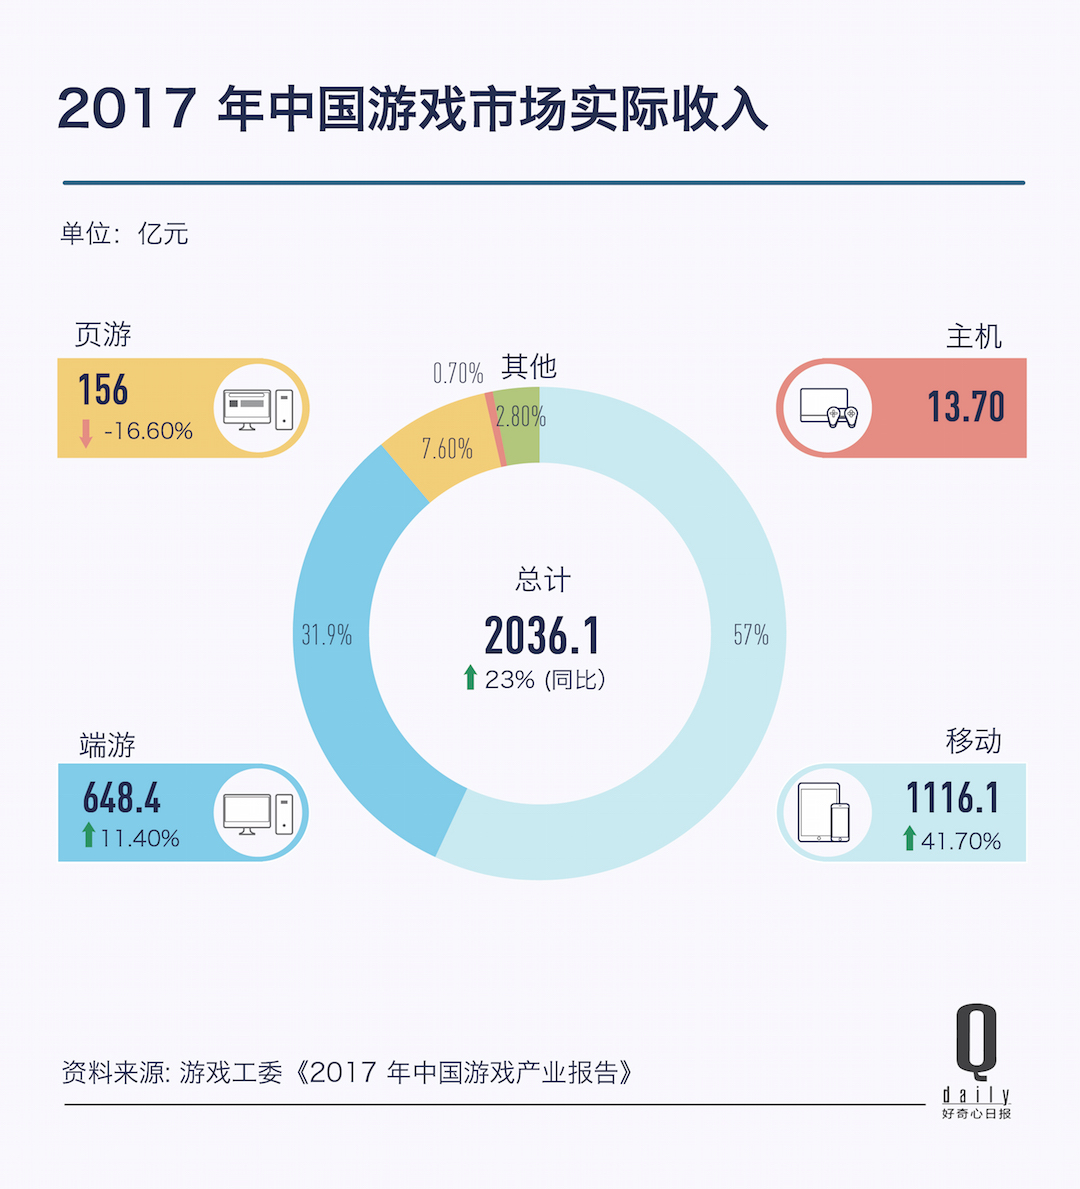 2017 年中国游戏市场实际收入
单位：亿元
页游
156
-16.60%
主机
13.70
其他
0.70%
2.80%
7.60%
31.9%
57%
总计
2036.1
23% (同比）
端游
648.4
11.40%
移动
1116.1
41.70%
资料来源: 游戏工委《2017 年中国游戏产业报告》
Q
daily
好奇心日报